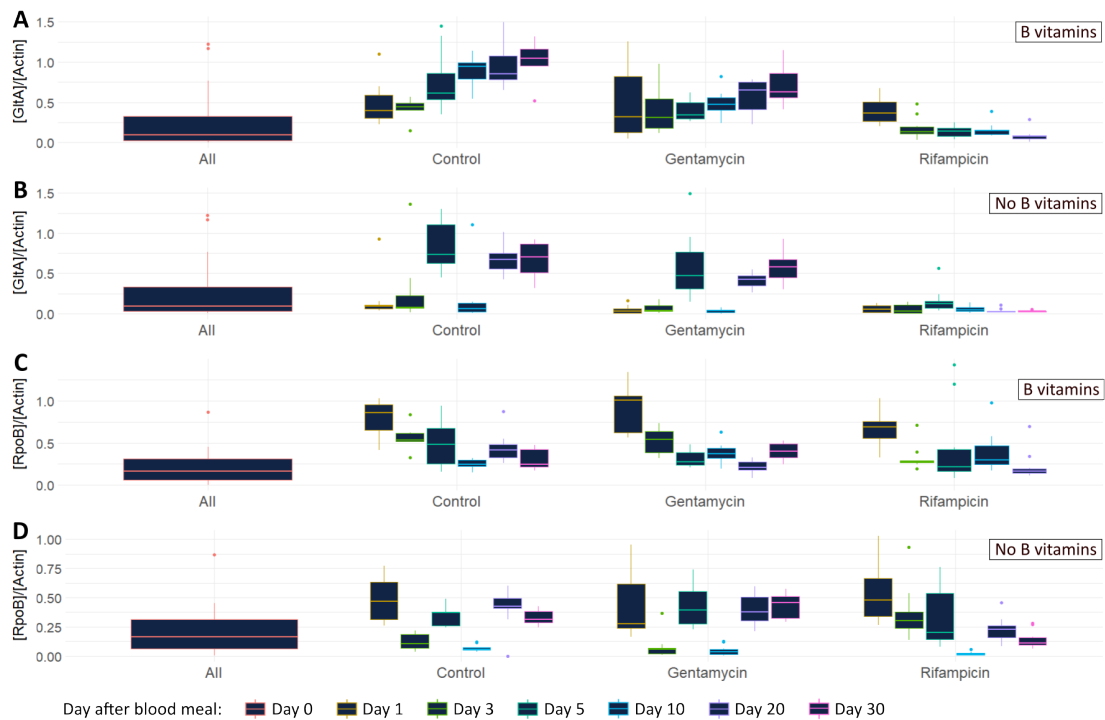 A
[GltA]/[Actin]
1.5
1.0
0.5
0.0
B vitamins
All Control Gentamycin Rifampicin
B
[GltA]/[Actin]
1.5
1.0
0.5
0.0
No B vitamins
All Control Gentamycin Rifampicin
C
[RpoB]/[Actin]
1.0
0.5
0.0
B vitamins
All Control Gentamycin Rifampicin
D
[RpoB]/[Actin]
1.00
0.75
0.50
0.25
0.00
No B vitamins
All Control Gentamycin Rifampicin
Day after blood meal: Day 0 Day 1 Day 3 Day 5 Day 10 Day 20 Day 30